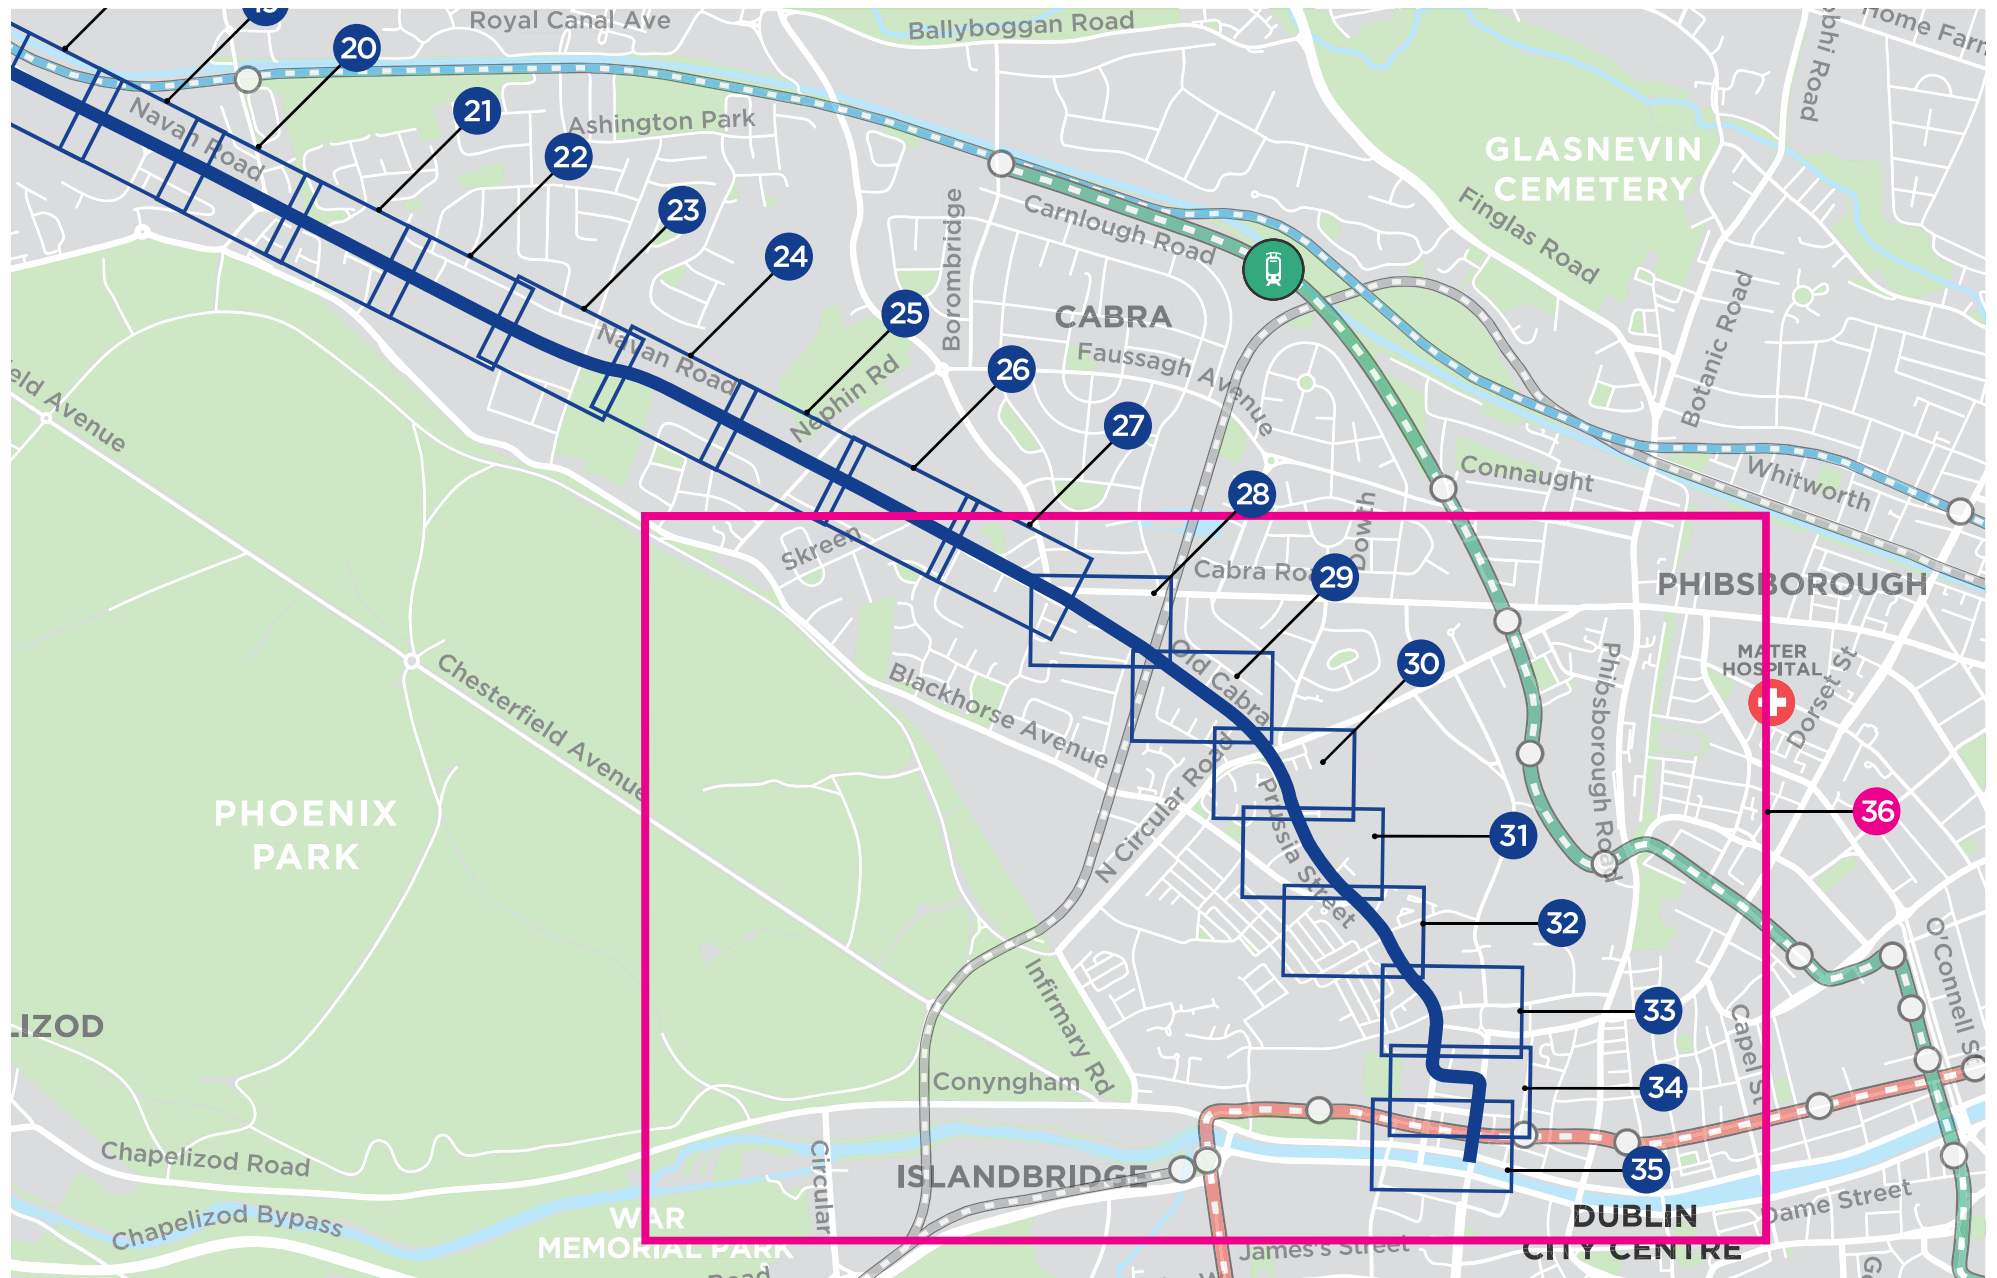 19
Royal Canal Ave
Ballyboggan Road
Home Farm
20
21
Navan Road
Ashington Park
22
GLASNEVIN
CEMETERY
23
Borombridge
Carnlough Road
Finglas Road
24
25
CABRA
Navan Road
Nephin Rd
Faussagh Avenue
Botanic Road
26
27
28
Connaught
Whitworth
Dowth
Skreen
Cabra Road
29
PHIBSBOROUGH
Chesterfield Avenue
Blackhorse Avenue
Old Cabra
30
MATER
HOSPITAL
Dorset St
Phibsborough Road
PHOENIX
PARK
N Circular Road
Prussia Street
31
36
32
O'Connell S
Infirmary Rd
33
Capel St
LIZOD
Conyngham
34
Chapelizod Road
Circular
ISLANDBRIDGE
35
Chapelizod Bypass
WAR
MEMORIAL PARK
DUBLIN
CITY CENTRE
Dame Street
James's Street
Road